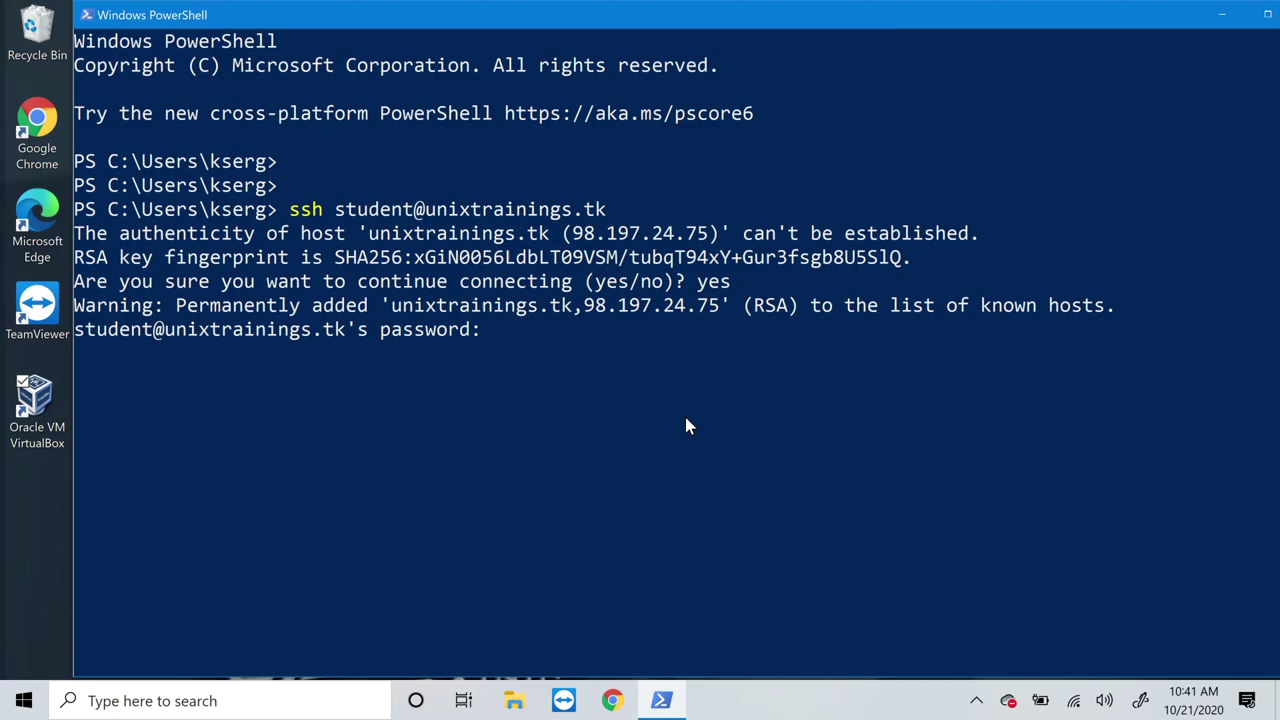 Windows PowerShell
Recycle Bin
Google
Chrome
Microsoft
Edge
TeamViewer
Oracle VM
VirtualBox
Windows PowerShell
Copyright (C) Microsoft Corporation. All rights reserved.
Try the new cross-platform PowerShell https://aka.ms/pscore6
PS C:\Users\kserg>
PS C:\Users\kserg>
PS C:\Users\kserg> ssh student@unixtrainings.tk
The authenticity of host 'unixtrainings.tk (98.197.24.75)' can't be established.
RSA key fingerprint is SHA256:xGiN0056LdbLT09VSM/tubqT94xY+Gur3fsgb8U5SlQ.
Are you sure you want to continue connecting (yes/no)? yes
Warning: Permanently added 'unixtrainings.tk,98.197.24.75' (RSA) to the list of known hosts.
student@unixtrainings.tk's password:
Type here to search
10:41 AM
10/21/2020